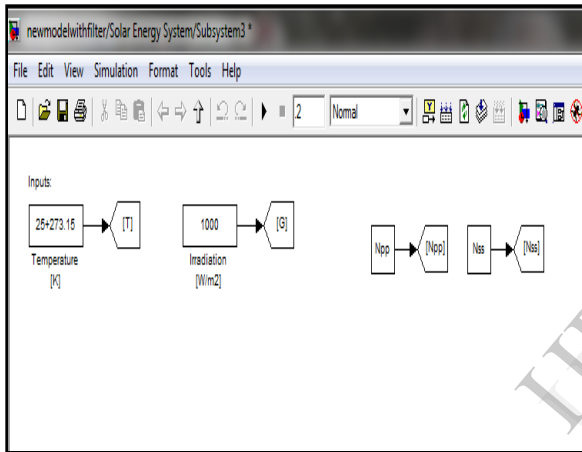 newmodelwithfilter/Solar Energy System/Subsystem3 *
File Edit View Simulation Format Tools Help
.2 Normal
Inputs:
25+273.15 [T] 1000 [G] Npp [Npp] Nss [Nss]
Temperature Irradiation
[K] [W/m2]